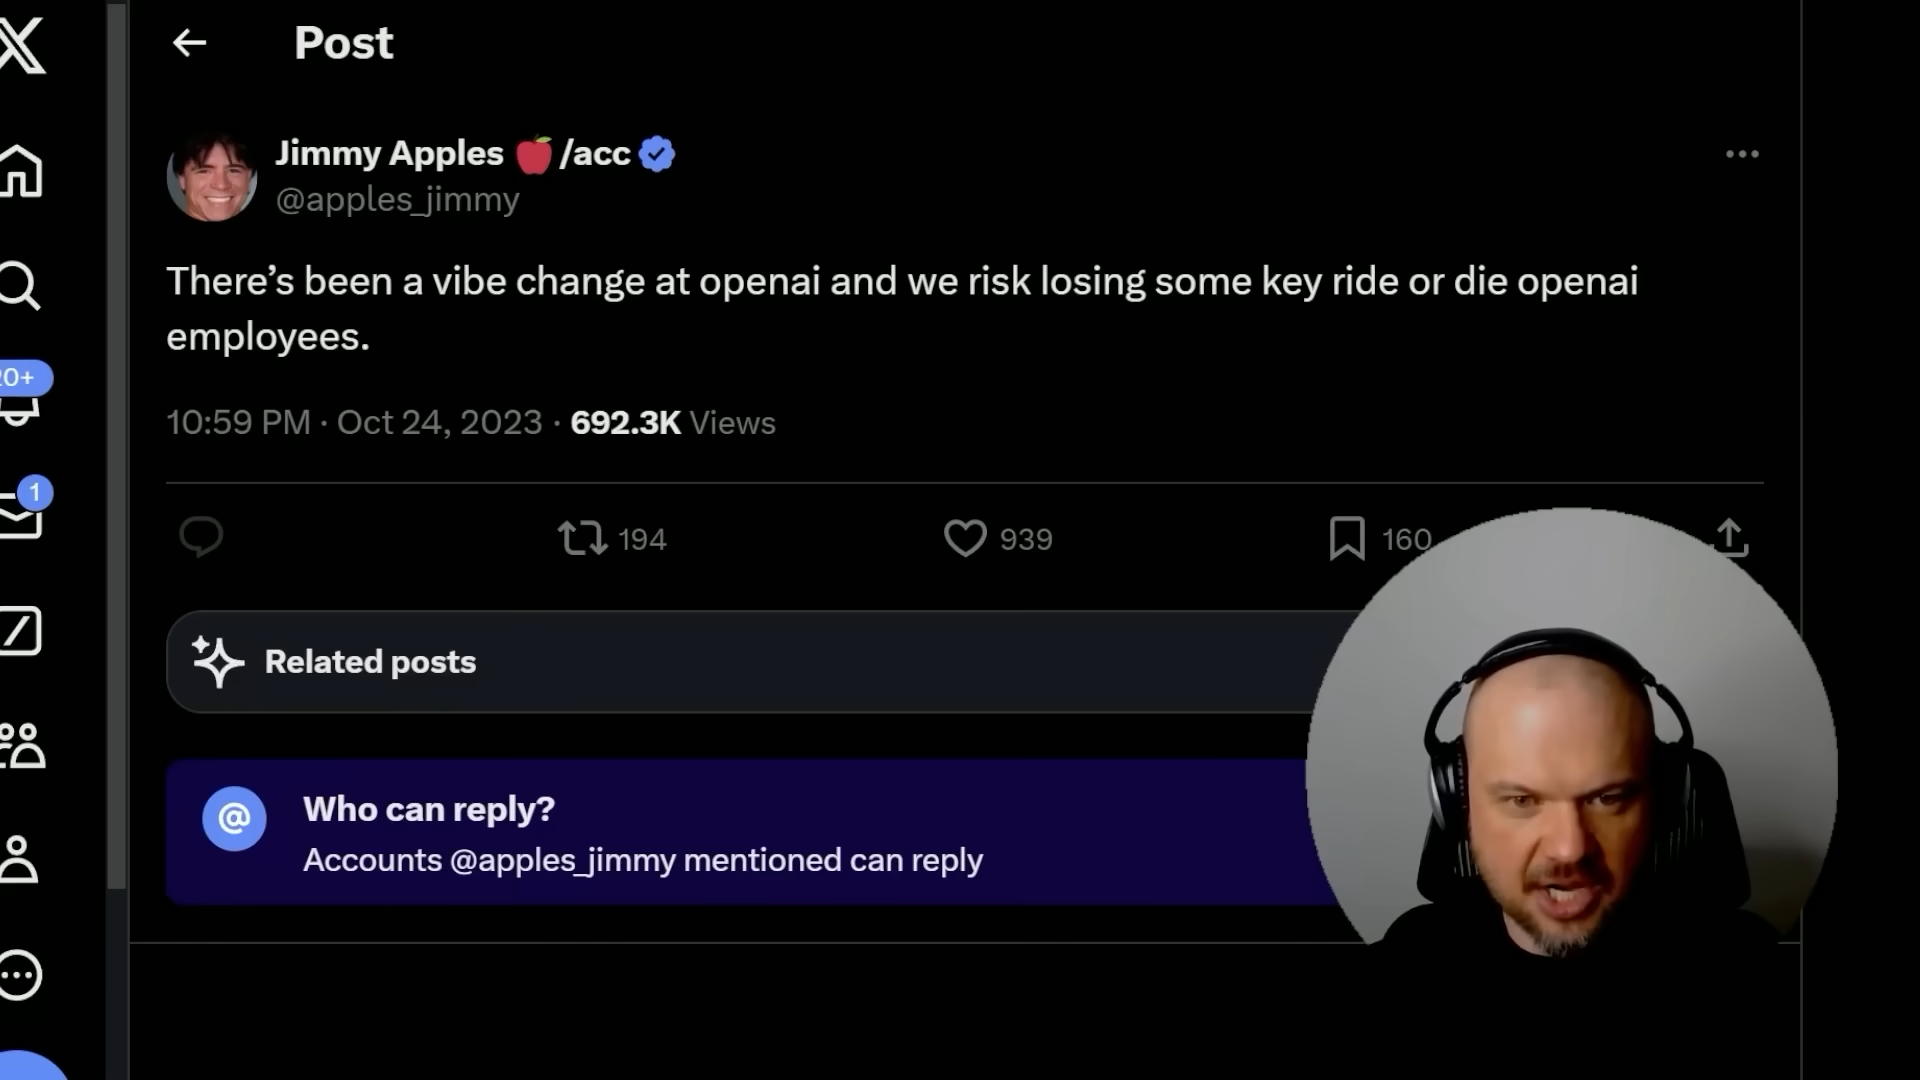 Post
Jimmy Apples 🍎/acc
@apples_jimmy
There's been a vibe change at openai and we risk losing some key ride or die openai
employees.
20+
10:59 PM · Oct 24, 2023 · 692.3K Views
1
194 939 160
Related posts
@ Who can reply?
Accounts @apples_jimmy mentioned can reply